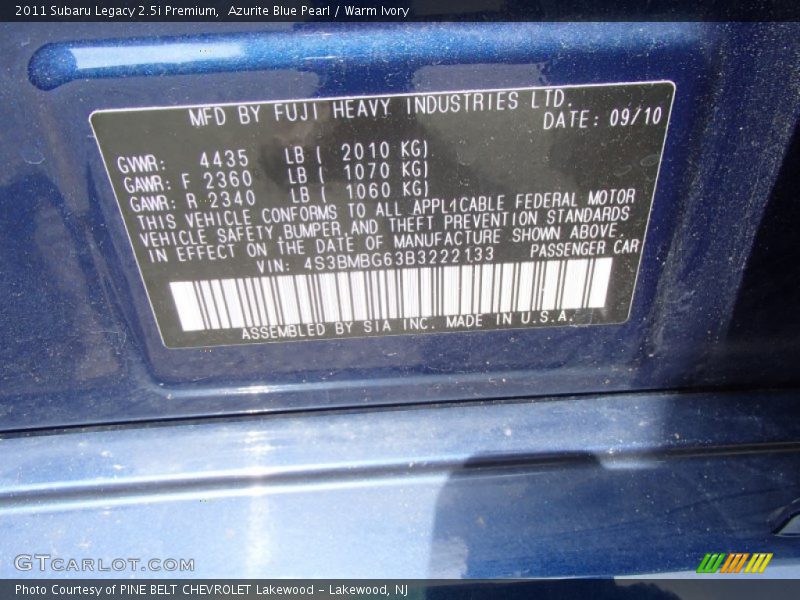 2011 Subaru Legacy 2.5i Premium,  Azurite Blue Pearl / Warm Ivory
MFD BY FUJI HEAVY INDUSTRIES LTD.
DATE: 09/10
GVWR: 4435 LB ( 2010 KG)
GAWR: F 2360 LB ( 1070 KG)
GAWR: R 2340 LB ( 1060 KG)
THIS VEHICLE CONFORMS TO ALL APPLICABLE FEDERAL MOTOR
VEHICLE SAFETY,BUMPER,AND THEFT PREVENTION STANDARDS
IN EFFECT ON THE DATE OF MANUFACTURE SHOWN ABOVE.
VIN: 4S3BMBG63B3222133 PASSENGER CAR
ASSEMBLED BY SIA INC. MADE IN U.S.A.
GTCARLOT.COM
Photo Courtesy of PINE BELT CHEVROLET Lakewood - Lakewood, NJ